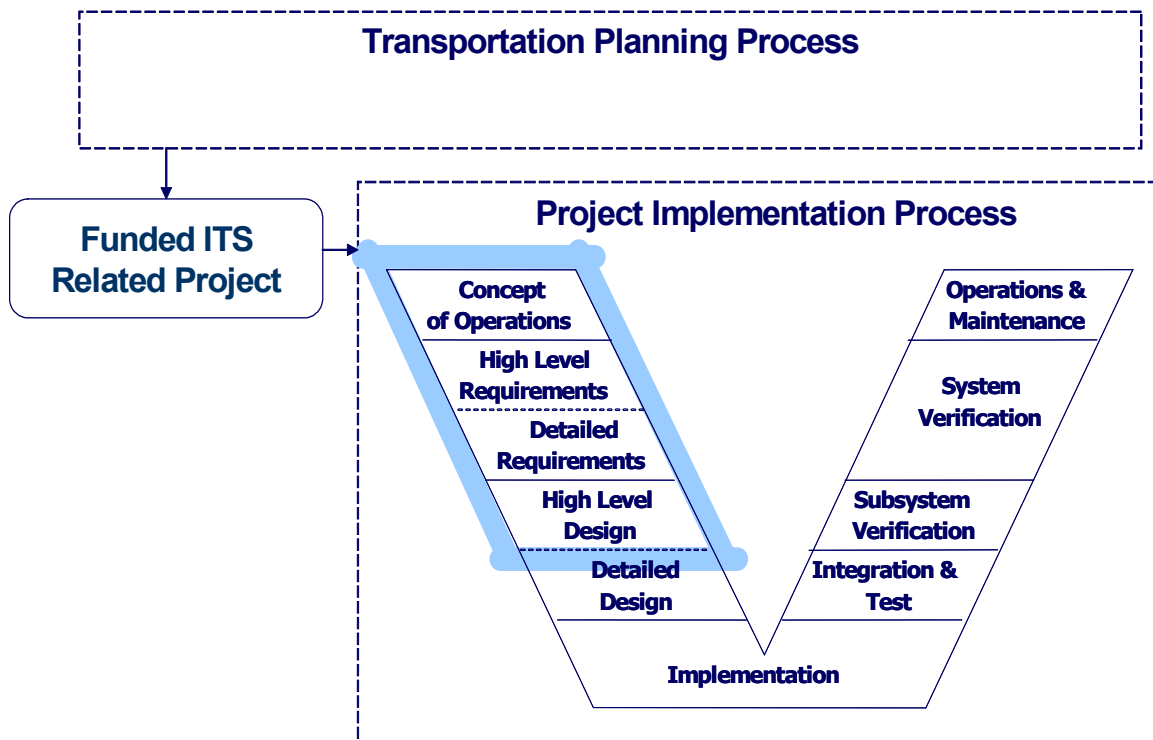 Transportation Planning Process
Funded ITS
Related Project
Project Implementation Process
Concept
of Operations
High Level
Requirements
Detailed
Requirements
High Level
Design
Detailed
Design
Implementation
Operations &
Maintenance
System
Verification
Subsystem
Verification
Integration &
Test